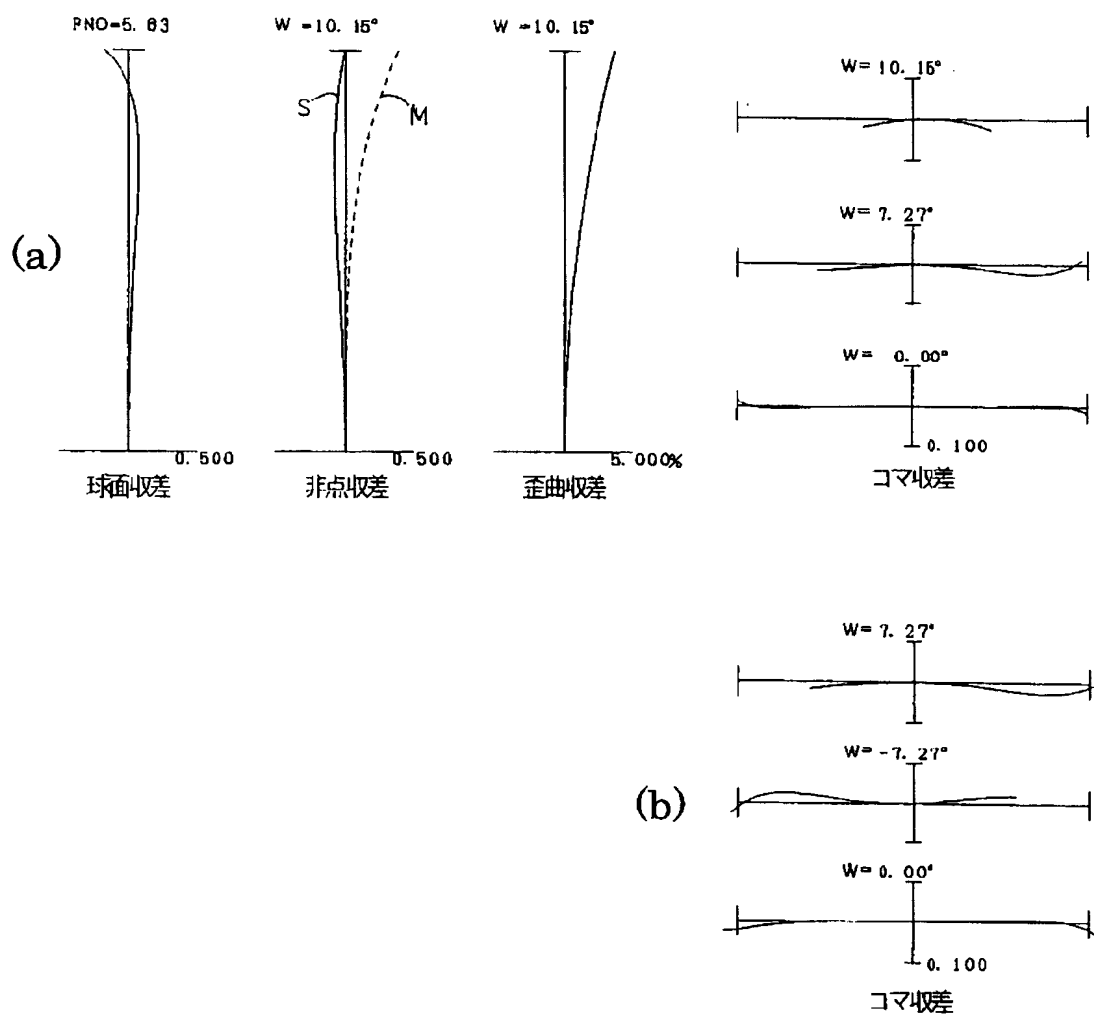 FNO=5. 83
W =10. 15°
W =10. 15°
S
M
(a)
0.500
球面収差
0.500
非点収差
5.000%
歪曲収差
W= 10. 15°
W= 7. 27°
W= 0. 00°
0.100
コマ収差
W= 7. 27°
W= -7. 27°
(b)
W= 0. 00°
0. 100
コマ収差